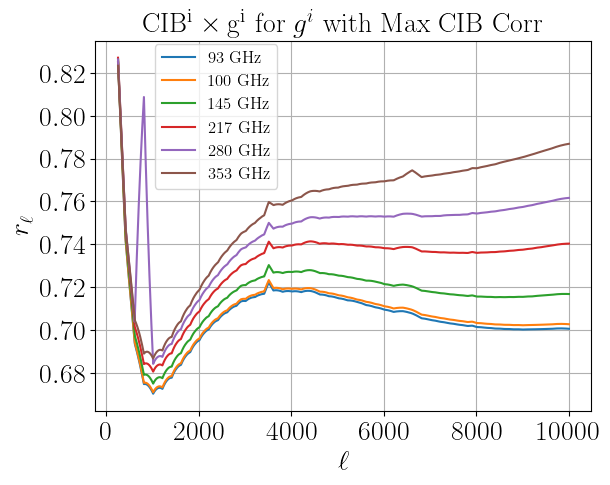 CIBⁱ × gⁱ for gⁱ with Max CIB Corr
93 GHz
100 GHz
145 GHz
217 GHz
280 GHz
353 GHz
0.82
0.80
0.78
0.76
0.74
0.72
0.70
0.68
r_ℓ
0 2000 4000 6000 8000 10000
ℓ